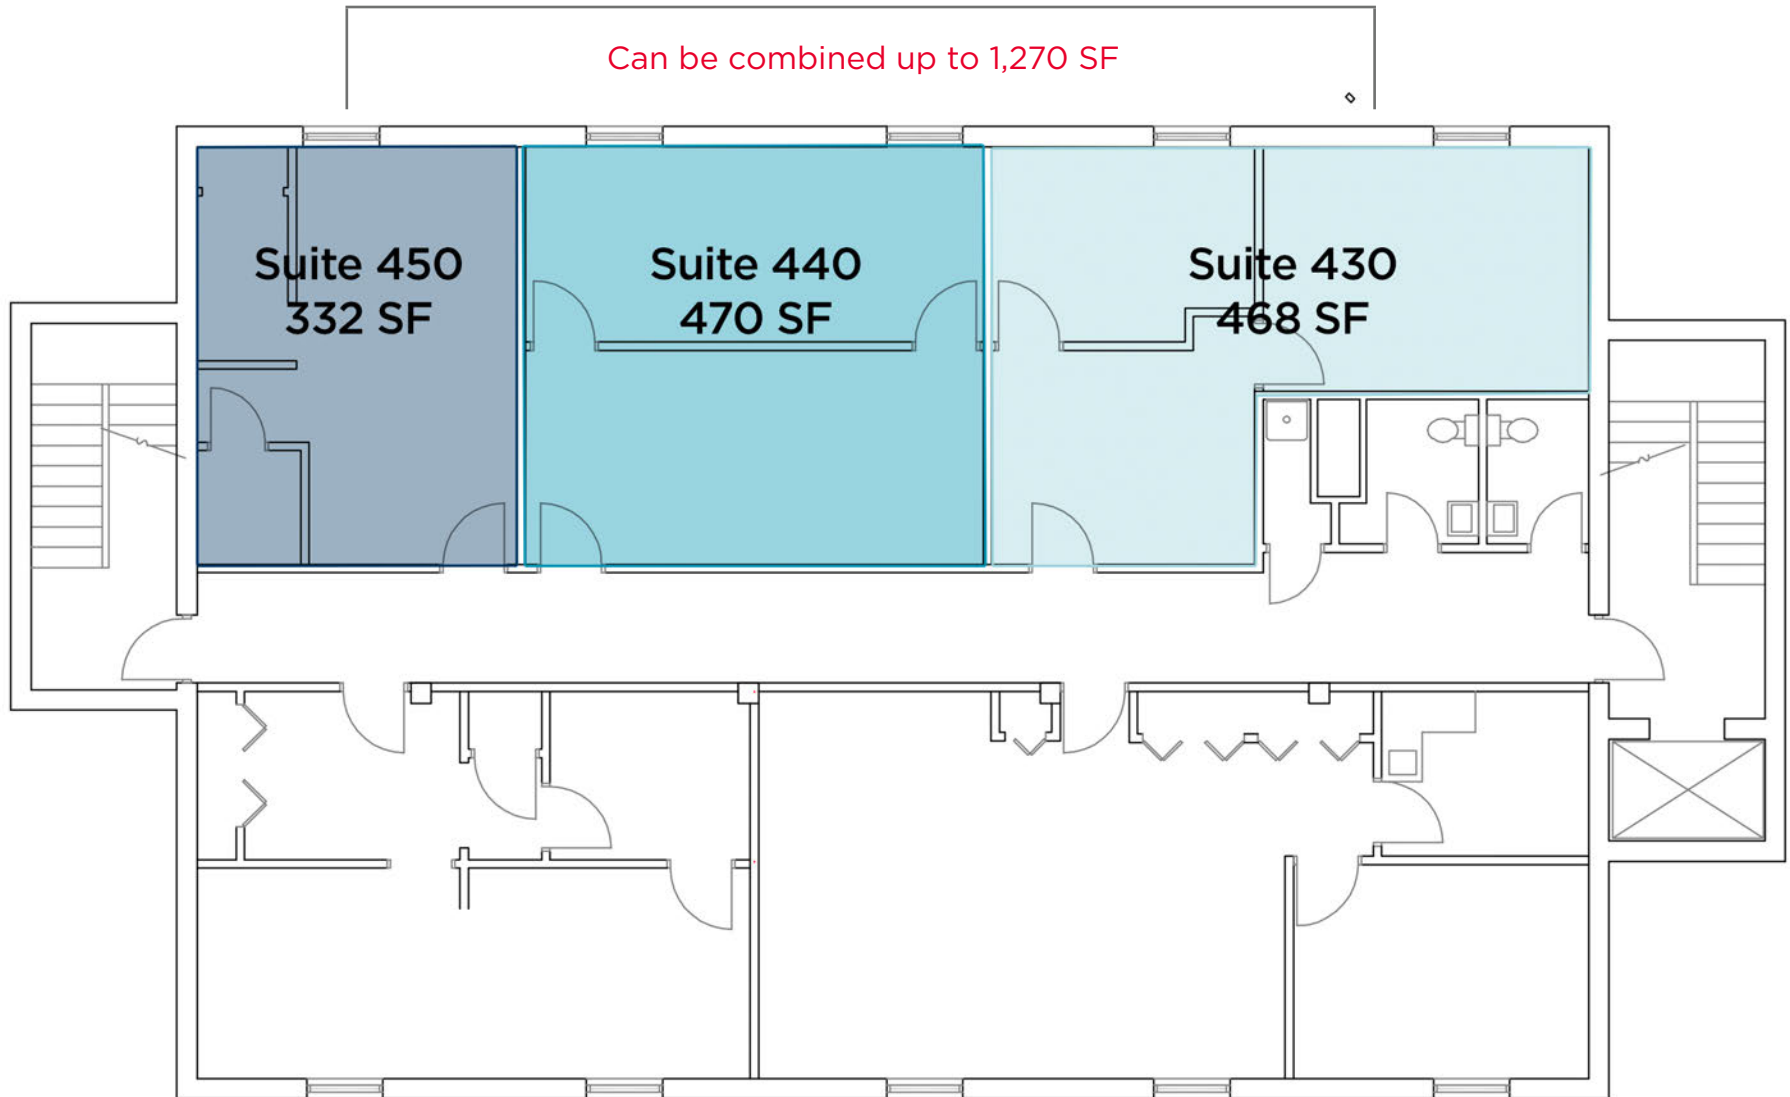 Can be combined up to 1,270 SF
Suite 450
332 SF
Suite 440
470 SF
Suite 430
468 SF